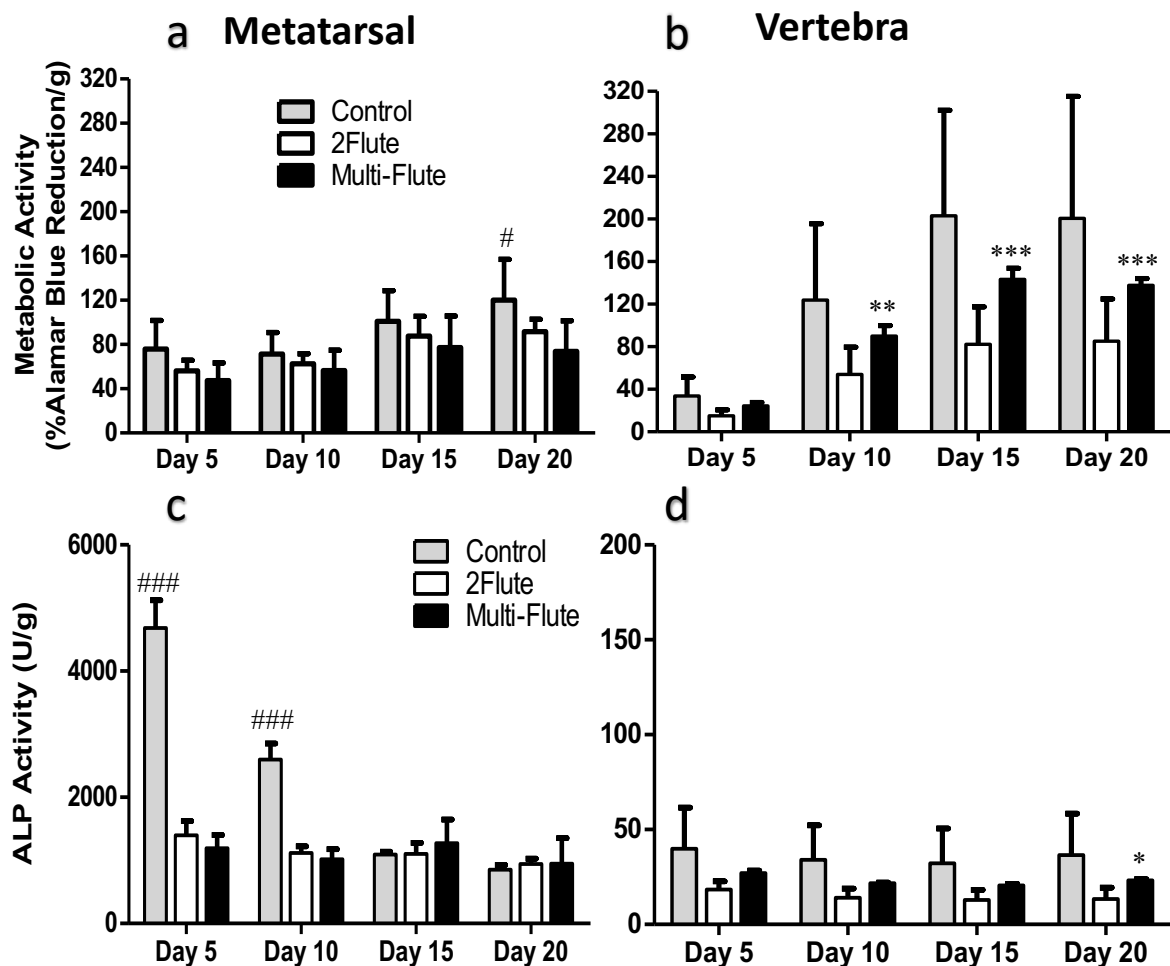 a Metatarsal
b Vertebra
Metabolic Activity
(%Alamar Blue Reduction/g)
320
280
240
200
160
120
80
40
0
Control
2Flute
Multi-Flute
#
Day 5 Day 10 Day 15 Day 20
320
280
240
200
160
120
80
40
0
**
***
***
Day 5 Day 10 Day 15 Day 20
c
ALP Activity (U/g)
6000
4000
2000
0
Control
2Flute
Multi-Flute
###
###
Day 5 Day 10 Day 15 Day 20
d
200
150
100
50
0
*
Day 5 Day 10 Day 15 Day 20